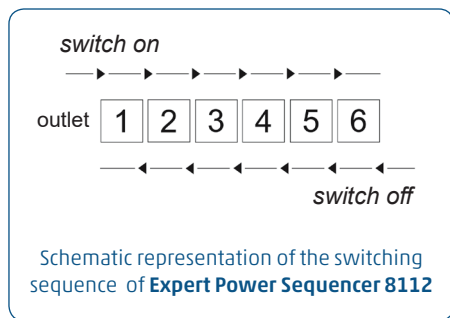 switch on
outlet 1 2 3 4 5 6
switch off
Schematic representation of the switching
sequence of Expert Power Sequencer 8112